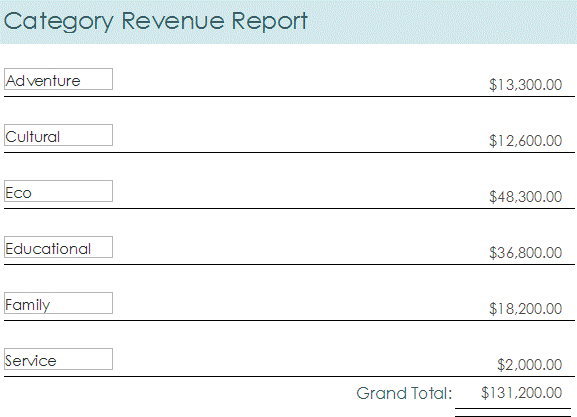 Category Revenue Report
Adventure $13,300.00
Cultural $12,600.00
Eco $48,300.00
Educational $36,800.00
Family $18,200.00
Service $2,000.00
Grand Total: $131,200.00